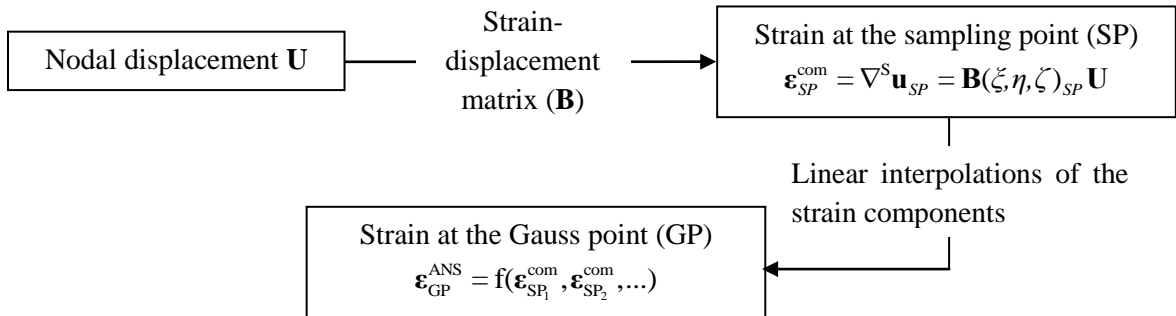 Nodal displacement U
Strain-
displacement
matrix (B)
Strain at the sampling point (SP)
ε_SP^com = ∇^S u_SP = B(ξ,η,ζ)_SP U
Linear interpolations of the
strain components
Strain at the Gauss point (GP)
ε_GP^ANS = f(ε_SP₁^com, ε_SP₂^com,...)